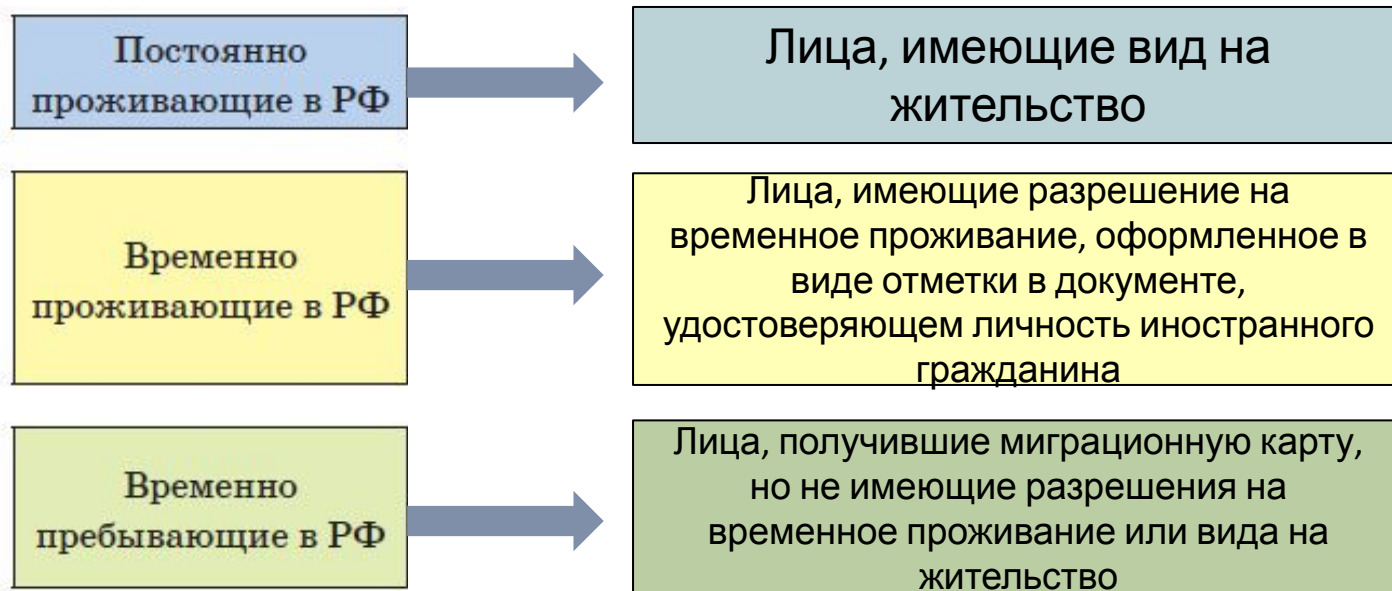 Постоянно
проживающие в РФ
Лица, имеющие вид на
жительство
Временно
проживающие в РФ
Лица, имеющие разрешение на
временное проживание, оформленное в
виде отметки в документе,
удостоверяющем личность иностранного
гражданина
Временно
пребывающие в РФ
Лица, получившие миграционную карту,
но не имеющие разрешения на
временное проживание или вида на
жительство